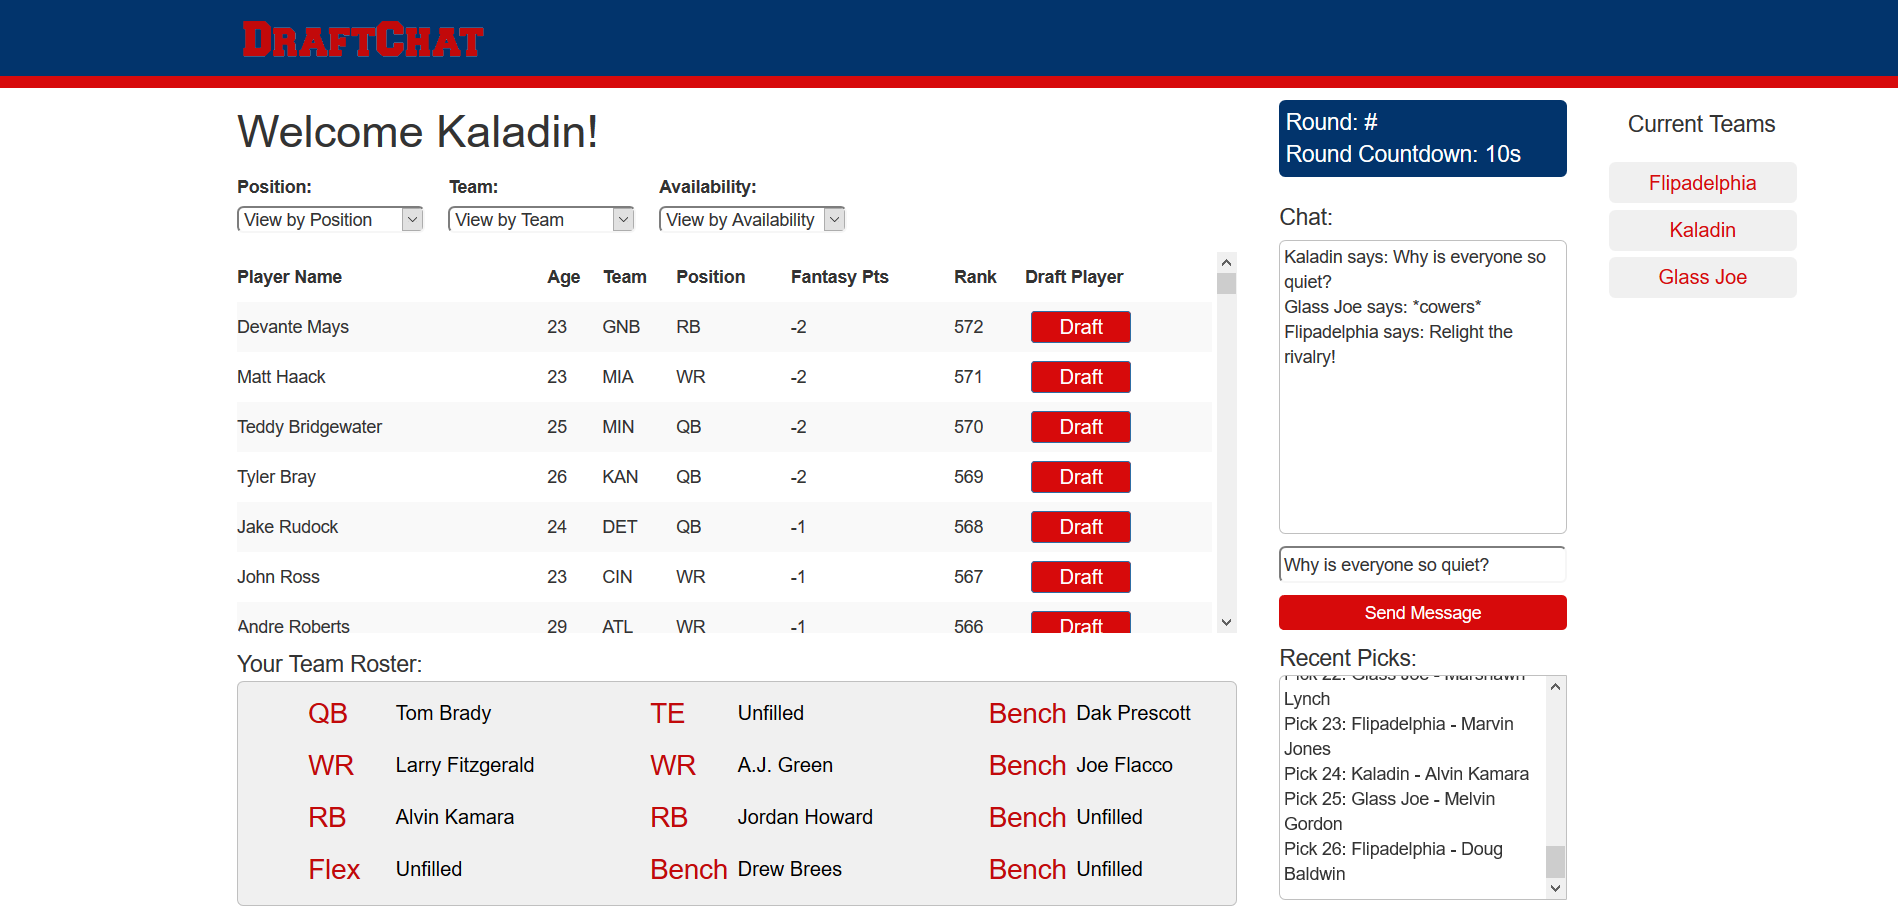 DraftChat
Welcome Kaladin!
Position: Team: Availability:
View by Position View by Team View by Availability
Player Name Age Team Position Fantasy Pts Rank Draft Player
Devante Mays 23 GNB RB -2 572 Draft
Matt Haack 23 MIA WR -2 571 Draft
Teddy Bridgewater 25 MIN QB -2 570 Draft
Tyler Bray 26 KAN QB -2 569 Draft
Jake Rudock 24 DET QB -1 568 Draft
John Ross 23 CIN WR -1 567 Draft
Andre Roberts 29 ATL WR -1 566 Draft
Your Team Roster:
QB Tom Brady TE Unfilled Bench Dak Prescott
WR Larry Fitzgerald WR A.J. Green Bench Joe Flacco
RB Alvin Kamara RB Jordan Howard Bench Unfilled
Flex Unfilled Bench Drew Brees Bench Unfilled
Round: #
Round Countdown: 10s
Chat:
Kaladin says: Why is everyone so
quiet?
Glass Joe says: *cowers*
Flipadelphia says: Relight the
rivalry!
Why is everyone so quiet?
Send Message
Recent Picks:
Pick 22: Glass Joe - Marshawn
Lynch
Pick 23: Flipadelphia - Marvin
Jones
Pick 24: Kaladin - Alvin Kamara
Pick 25: Glass Joe - Melvin
Gordon
Pick 26: Flipadelphia - Doug
Baldwin
Current Teams
Flipadelphia
Kaladin
Glass Joe